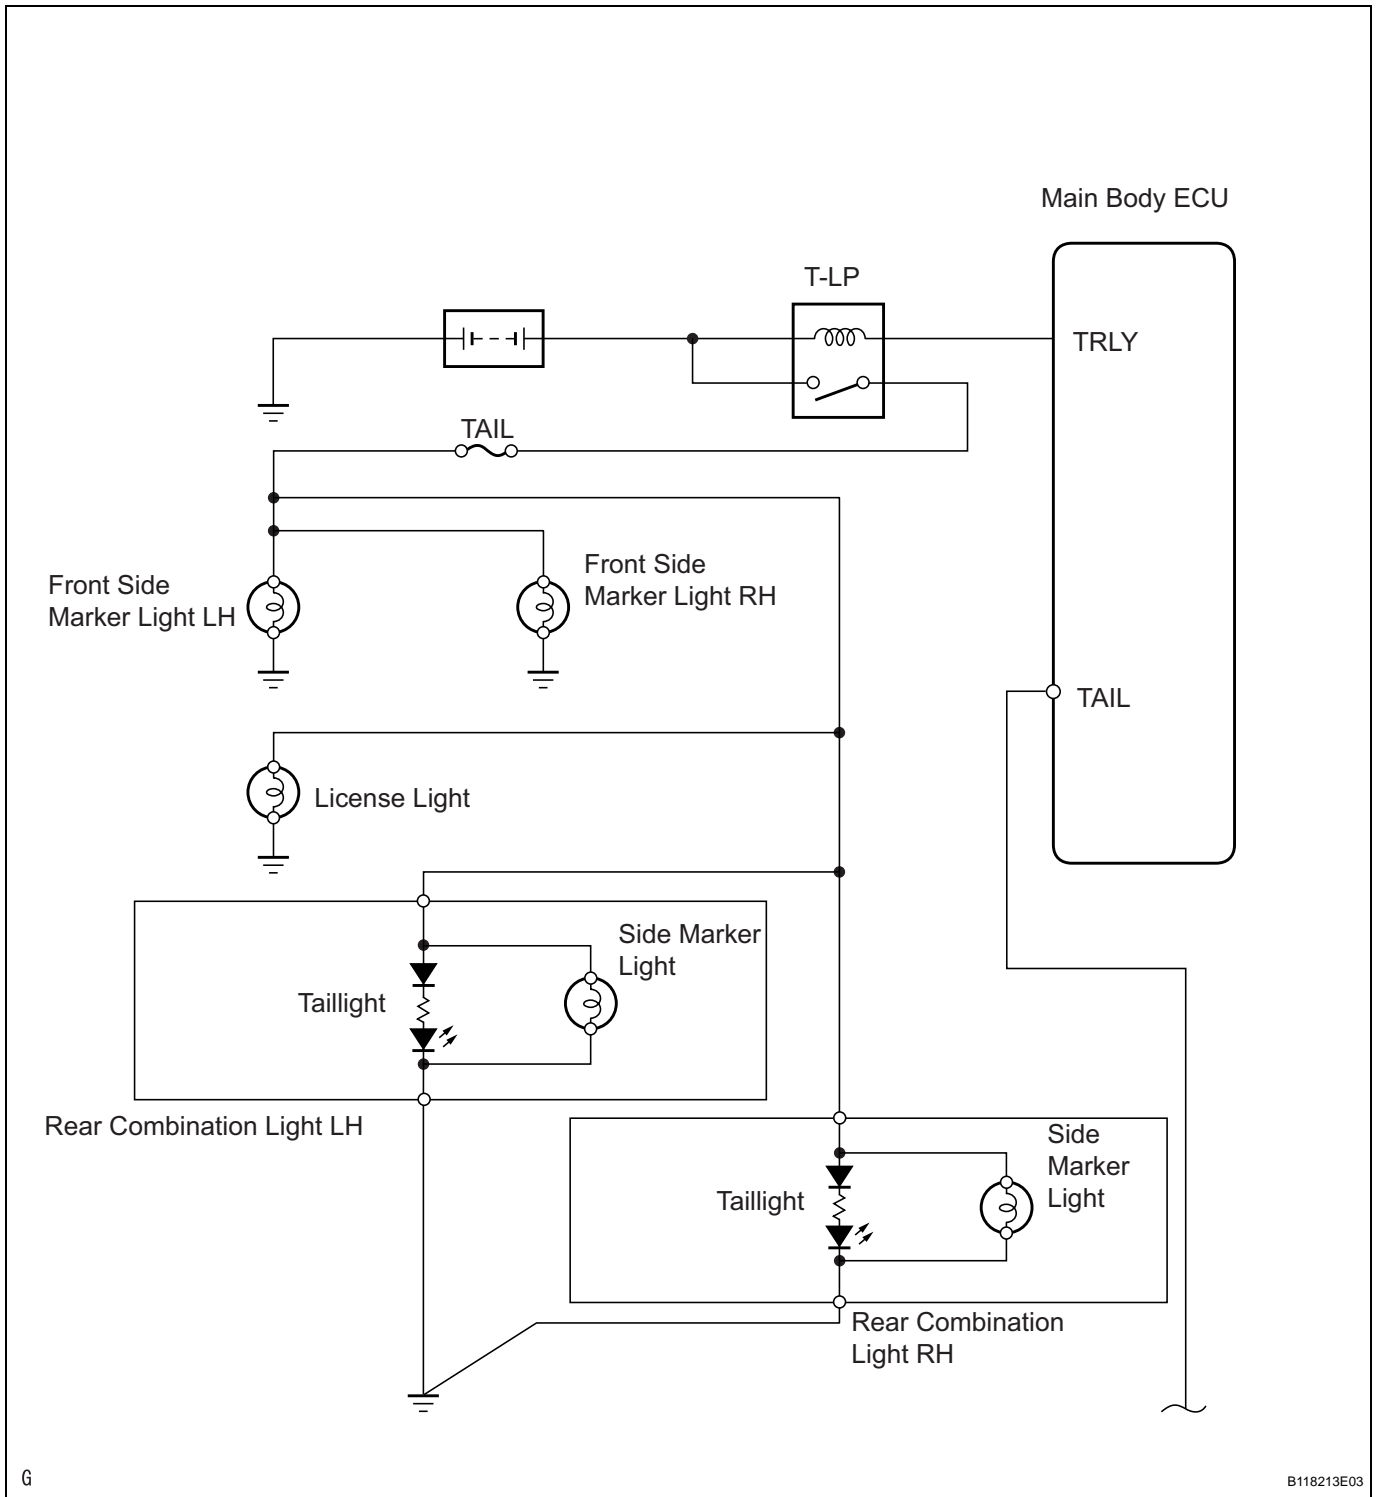 Main Body ECU
T-LP
TRLY
TAIL
Front Side
Marker Light LH
Front Side
Marker Light RH
TAIL
License Light
Side Marker
Light
Taillight
Rear Combination Light LH
Side
Marker
Light
Taillight
Rear Combination
Light RH
G
B118213E03